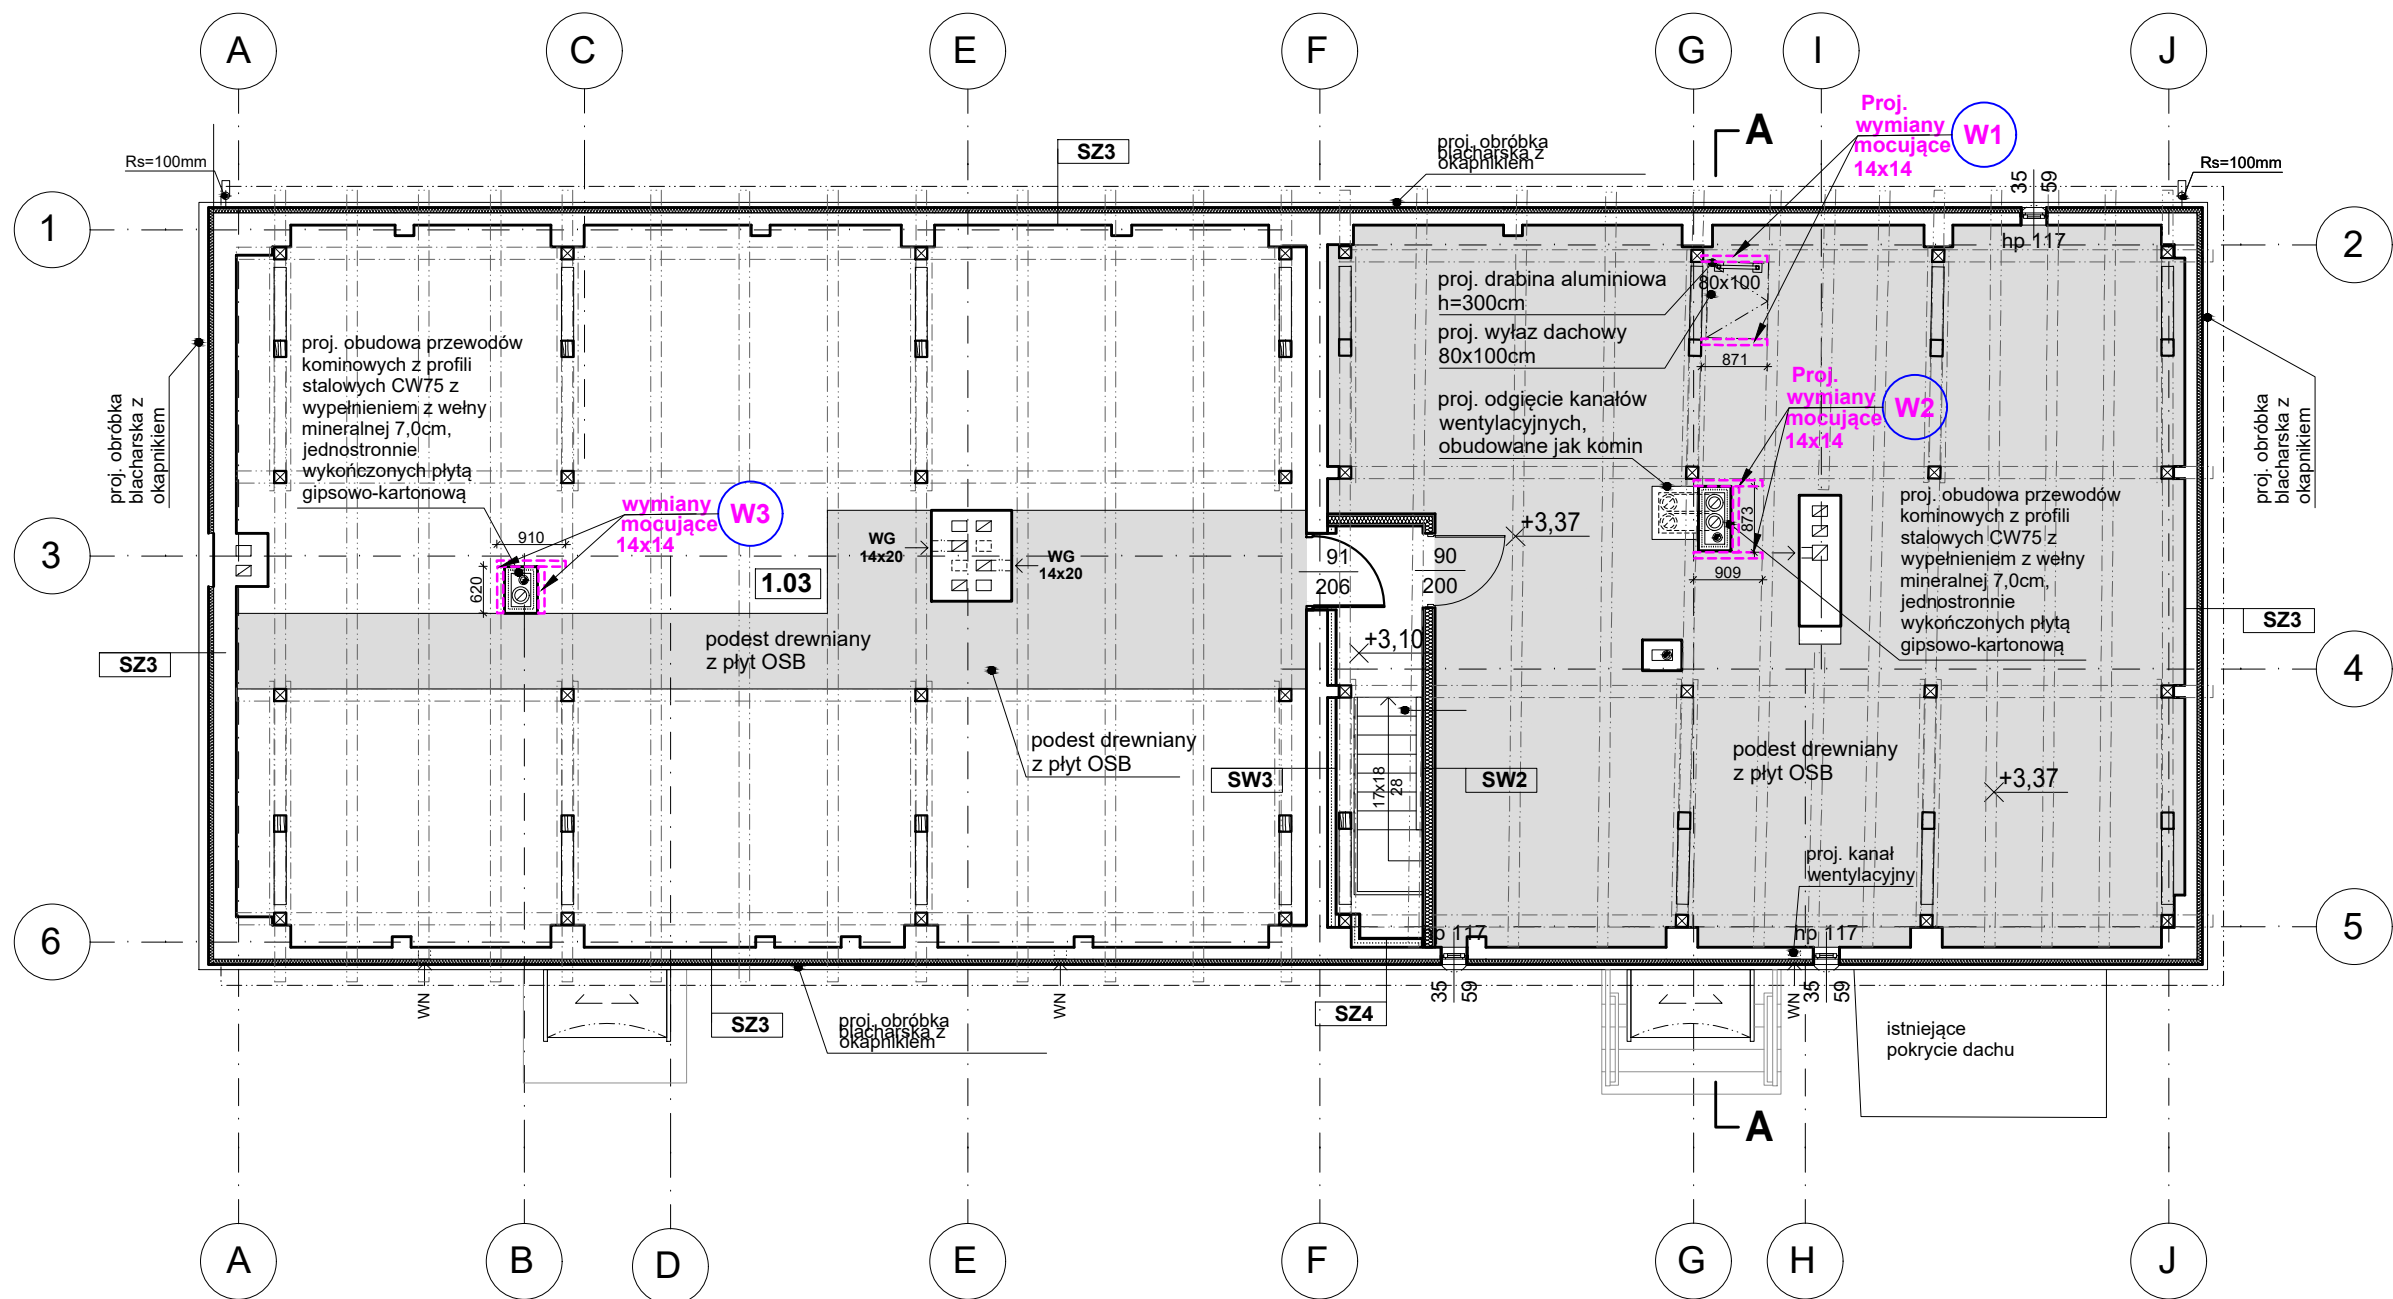 A
C
E
F
G
I
J
A
Proj.
wymiany
mocujące
14x14
W1
SZ3
proj. obróbka
blacharska z
okapnikiem
Rs=100mm
Rs=100mm
35
59
1
2
hp 117
proj. drabina aluminiowa
h=300cm
80x100
proj. wyłaz dachowy
80x100cm
871
proj. obudowa przewodów
kominowych z profili
stalowych CW75 z
wypełnieniem z wełny
mineralnej 7,0cm,
jednostronnie
wykończonych płytą
gipsowo-kartonową
proj. obróbka
blacharska z
okapnikiem
proj. odgięcie kanałów
wentylacyjnych,
obudowane jak komin
Proj.
wymiany
mocujące
14x14
W2
proj. obróbka
blacharska z
okapnikiem
wymiany
mocujące
14x14
W3
910
620
3
WG
14x20
WG
14x20
1.03
91
206
90
200
+3,37
873
909
proj. obudowa przewodów
kominowych z profili
stalowych CW75 z
wypełnieniem z wełny
mineralnej 7,0cm,
jednostronnie
wykończonych płytą
gipsowo-kartonową
SZ3
SZ3
podest drewniany
z płyt OSB
+3,10
4
podest drewniany
z płyt OSB
SW3
17x18
28
SW2
podest drewniany
z płyt OSB
+3,37
proj. kanał
wentylacyjny
6
5
hp 117
hp 117
WN
WN
35
59
WN
35
59
SZ3
proj. obróbka
blacharska z
okapnikiem
SZ4
istniejące
pokrycie dachu
A
A
B
D
E
F
G
H
J